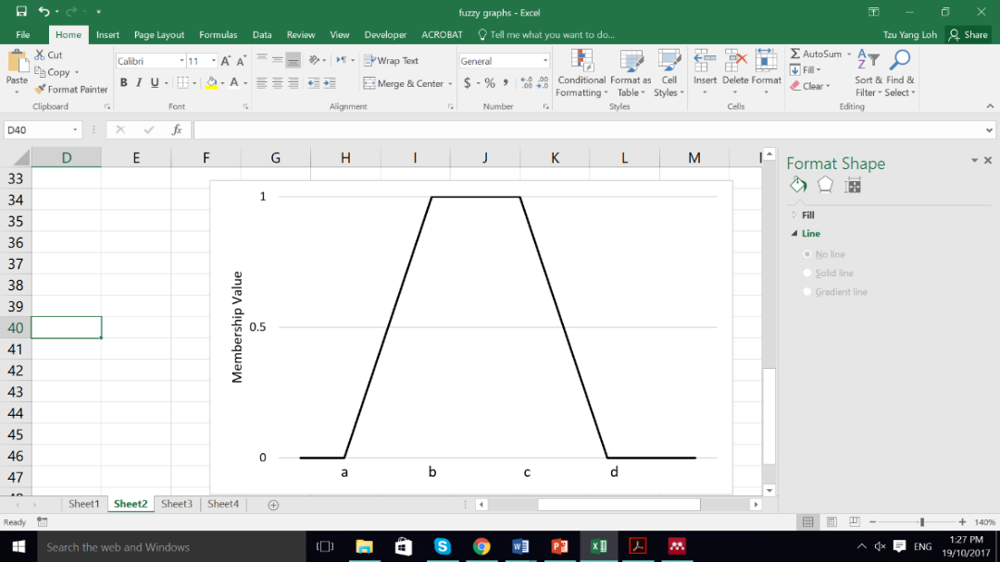 fuzzy graphs - Excel
File Home Insert Page Layout Formulas Data Review View Developer ACROBAT Tell me what you want to do... Tzu Yang Loh Share
Paste Cut Copy Format Painter Clipboard
Calibri 11 A A B I U A Font
Wrap Text Merge & Center Alignment
General $ % , .00 .0 Number
Conditional Formatting Format as Table Cell Styles Styles
Insert Delete Format Cells
AutoSum Fill Clear Sort & Filter Find & Select Editing
D40 fx
D E F G H I J K L M
33
34
35
36
37
38
39
40
41
42
43
44
45
46
47
1
0.5
0
Membership Value
a b c d
Format Shape
Fill
Line
No line
Solid line
Gradient line
Sheet1 Sheet2 Sheet3 Sheet4
Ready 140%
Search the web and Windows ENG 1:27 PM
19/10/2017